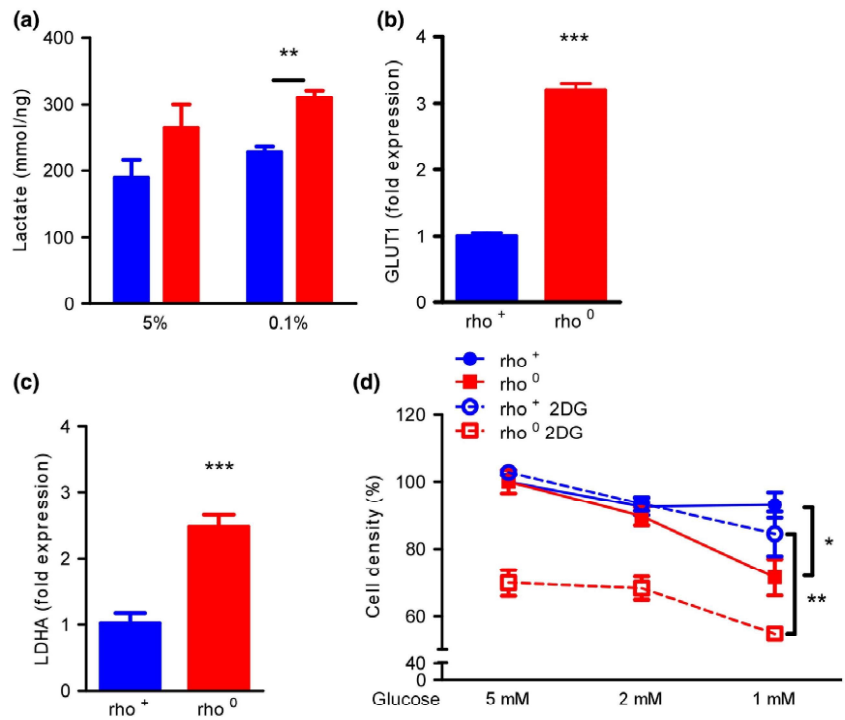 (a)
Lactate (mmol/ng)
400
300
200
100
0
**
5%
0.1%
(b)
GLUT1 (fold expression)
4
3
2
1
0
***
rho +
rho 0
(c)
LDHA (fold expression)
4
3
2
1
0
***
rho +
rho 0
(d)
rho +
rho 0
rho + 2DG
rho 0 2DG
Cell density (%)
120
100
80
60
40
0
*
**
Glucose
5 mM
2 mM
1 mM